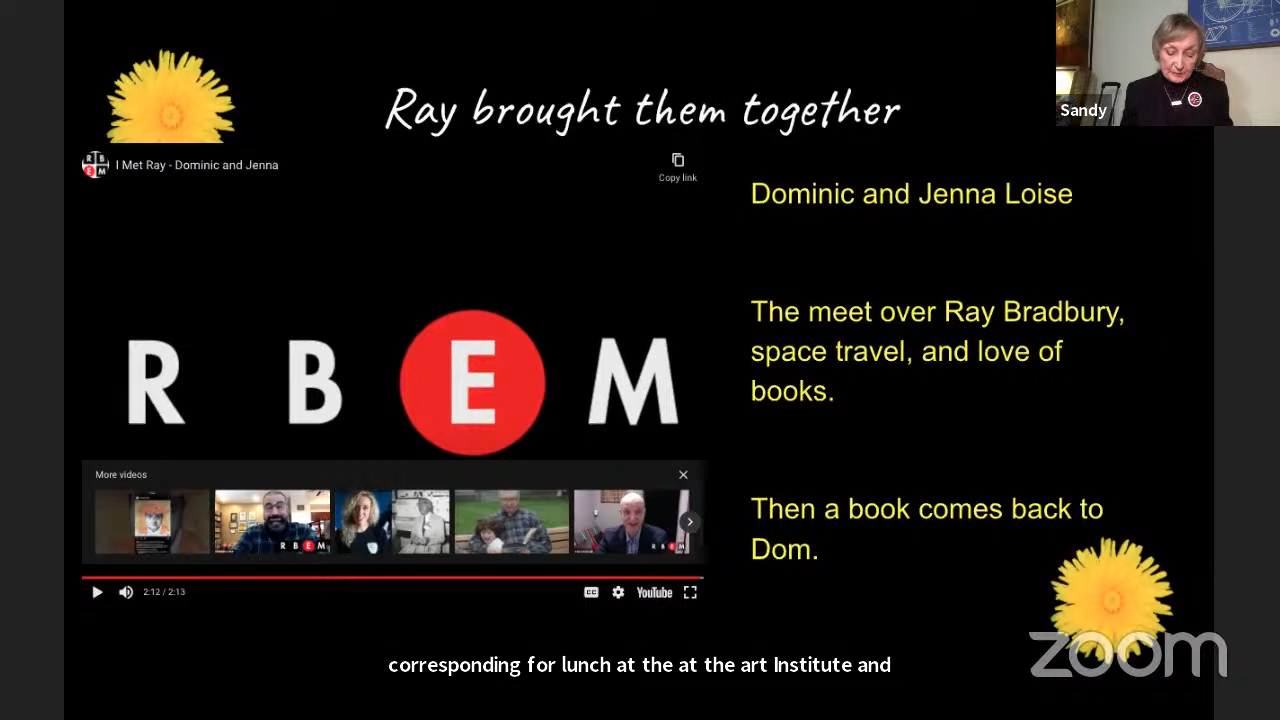 Sandy
Ray brought them together
R B
E M
I Met Ray - Dominic and Jenna
Copy link
Dominic and Jenna Loise
The meet over Ray Bradbury,
space travel, and love of
books.
R B E M
More videos
R B E M
R B E M
Then a book comes back to
Dom.
2:12 / 2:13
CC
YouTube
zoom
corresponding for lunch at the at the art Institute and